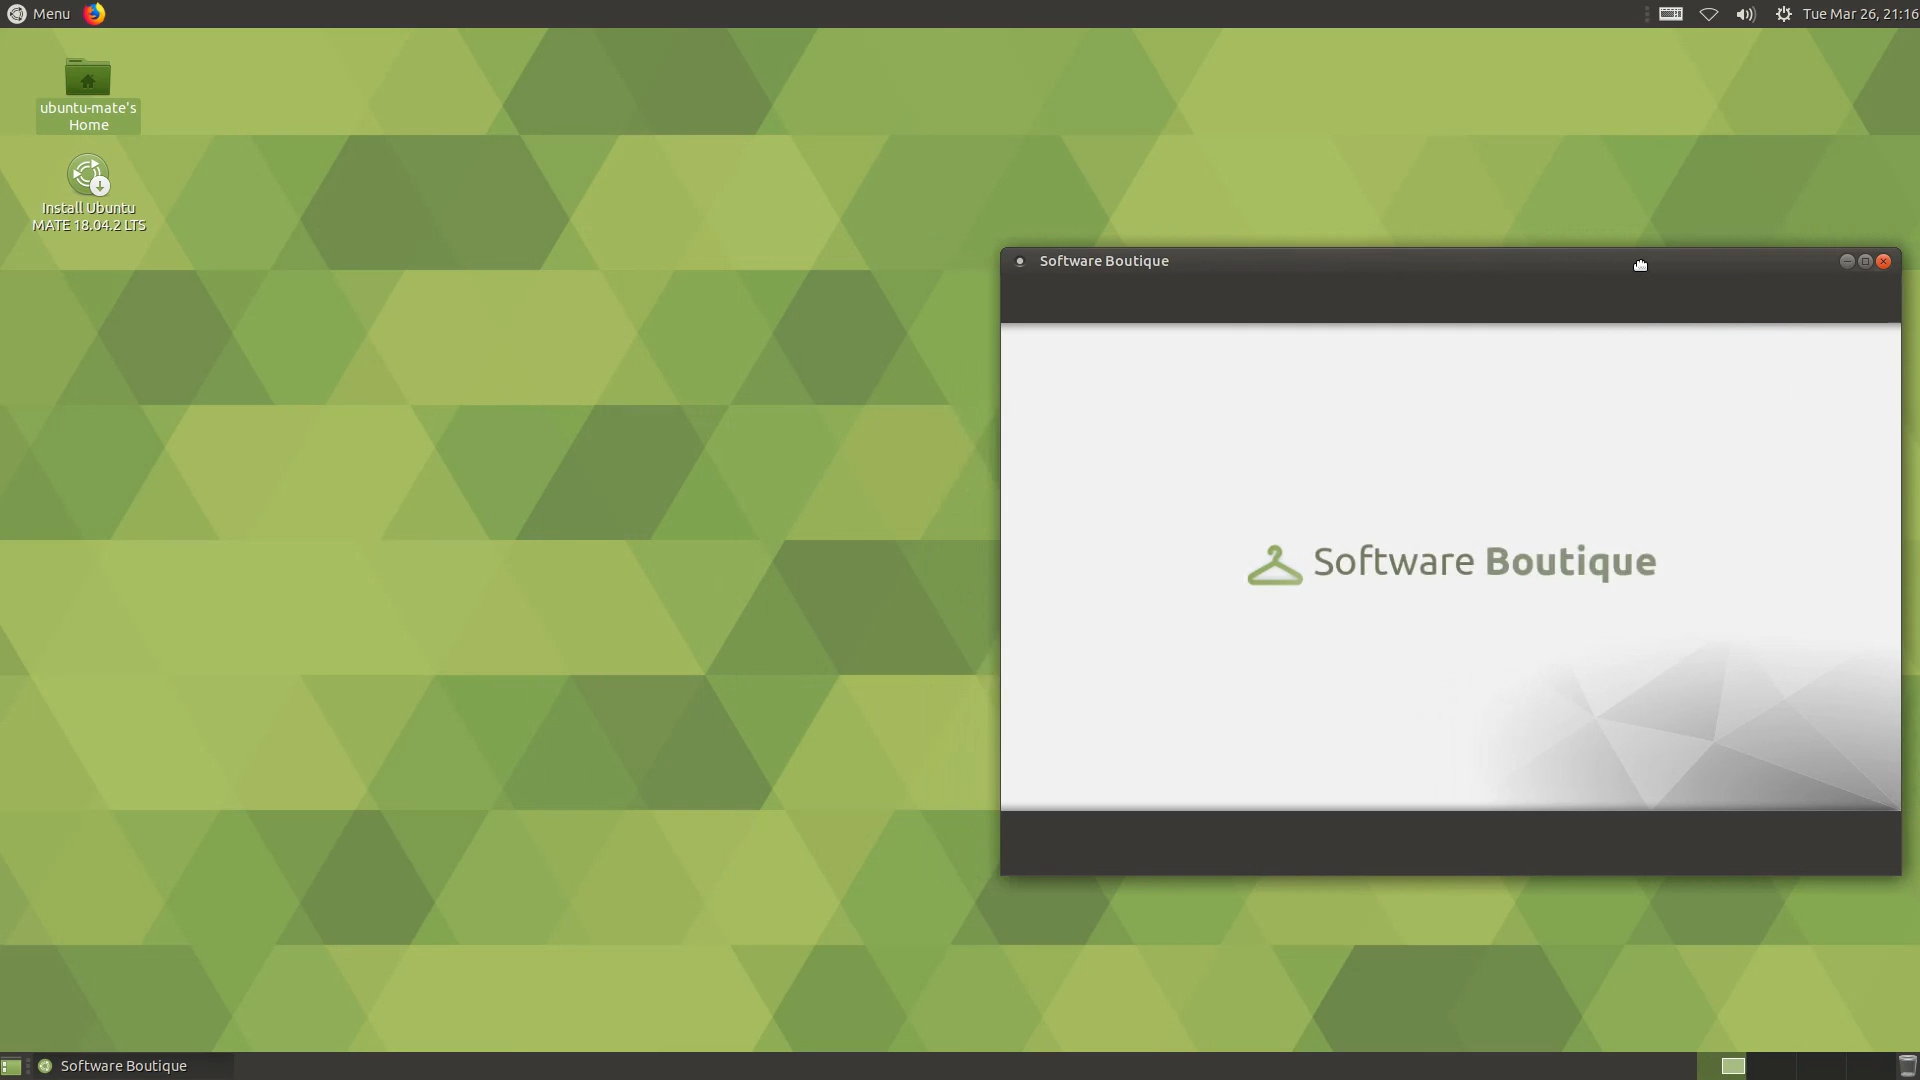 Menu
Tue Mar 26, 21:16
ubuntu-mate's
Home
Install Ubuntu
MATE 18.04.2 LTS
Software Boutique
Software Boutique
Software Boutique